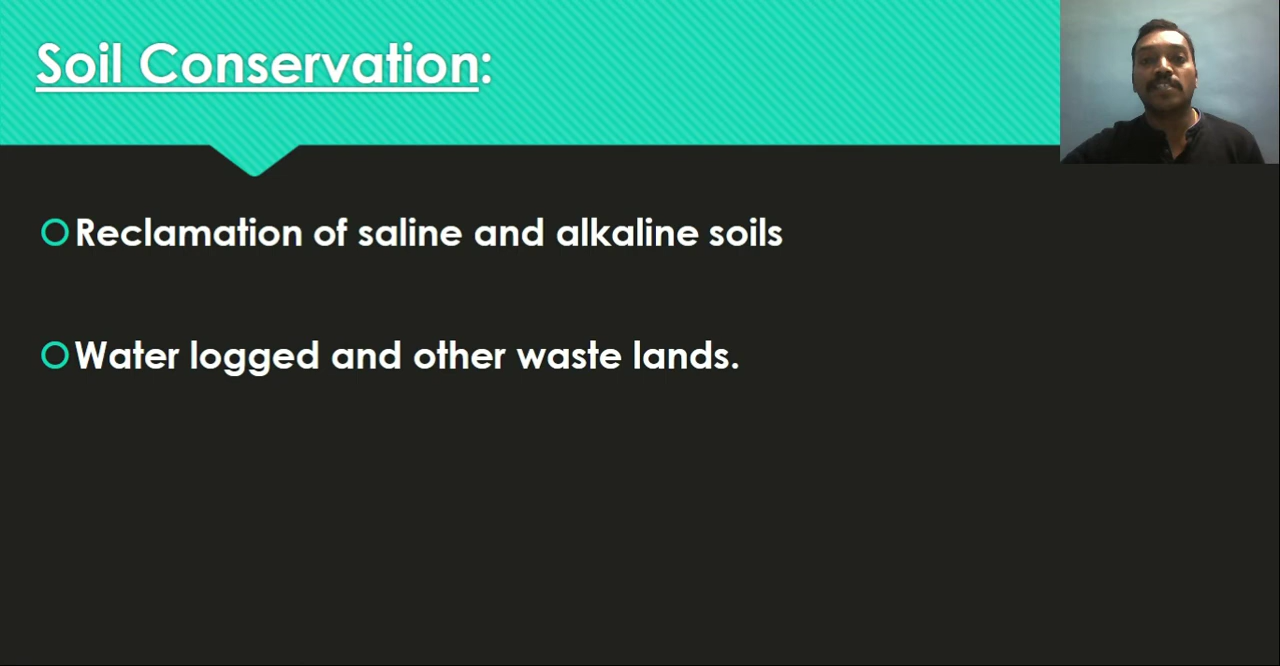 Soil Conservation:
Reclamation of saline and alkaline soils
Water logged and other waste lands.